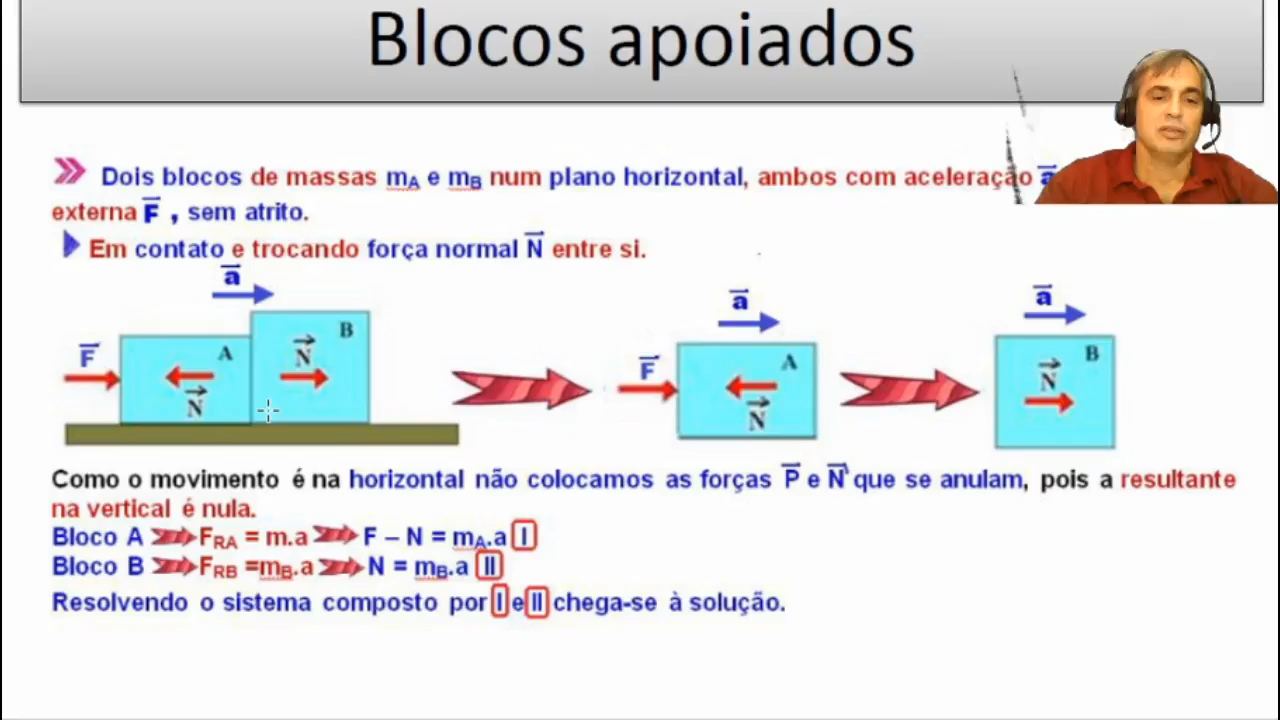 Blocos apoiados
Dois blocos de massas mA e mB num plano horizontal, ambos com aceleração a
externa F , sem atrito.
Em contato e trocando força normal N entre si.
a
a
a
F
A
N
N
B
F
A
N
N
B
Como o movimento é na horizontal não colocamos as forças P e N que se anulam, pois a resultante
na vertical é nula.
Bloco A FRA = m.a F – N = mA.a I
Bloco B FRB =mB.a N = mB.a II
Resolvendo o sistema composto por I e II chega-se à solução.